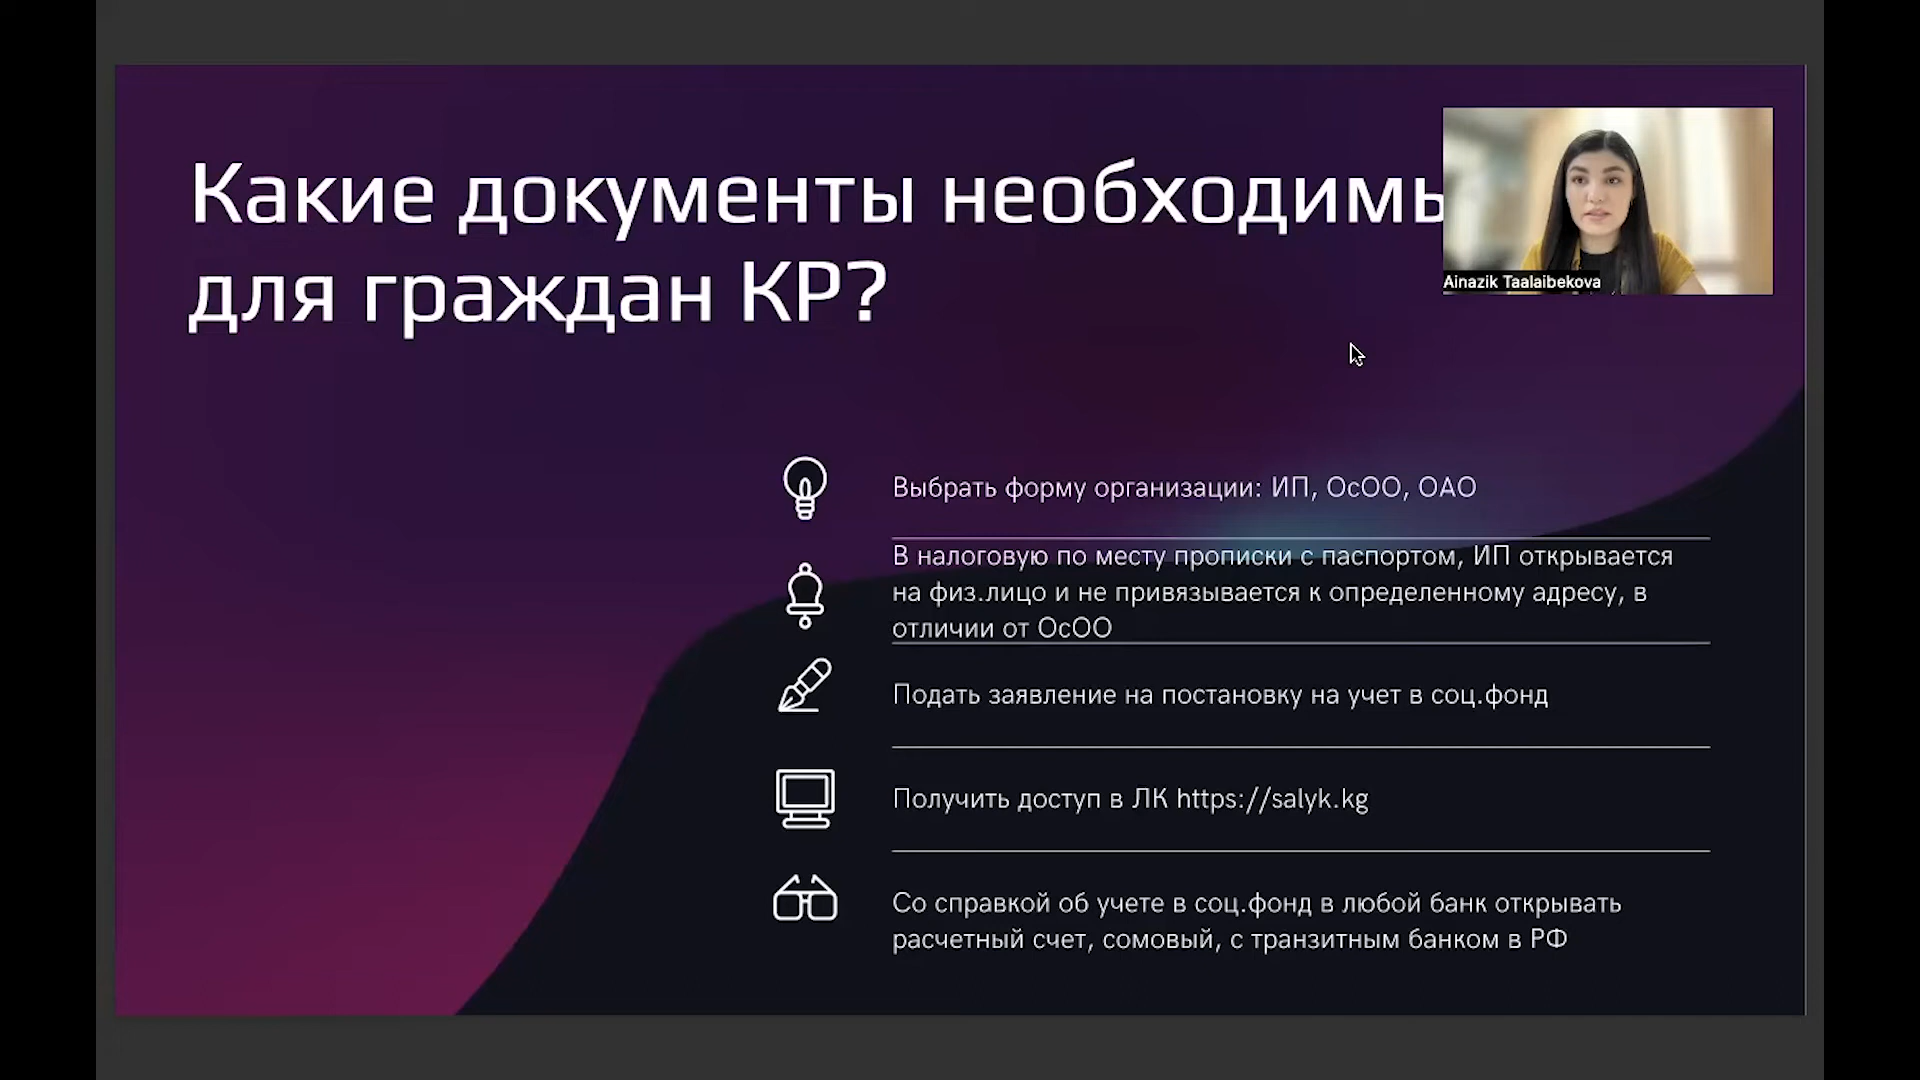 Какие документы необходимы
для граждан КР?
Ainazik Taalaibekova
Выбрать форму организации: ИП, ОсОО, ОАО
В налоговую по месту прописки с паспортом, ИП открывается
на физ.лицо и не привязывается к определенному адресу, в
отличии от ОсОО
Подать заявление на постановку на учет в соц.фонд
Получить доступ в ЛК https://salyk.kg
Со справкой об учете в соц.фонд в любой банк открывать
расчетный счет, сомовый, с транзитным банком в РФ